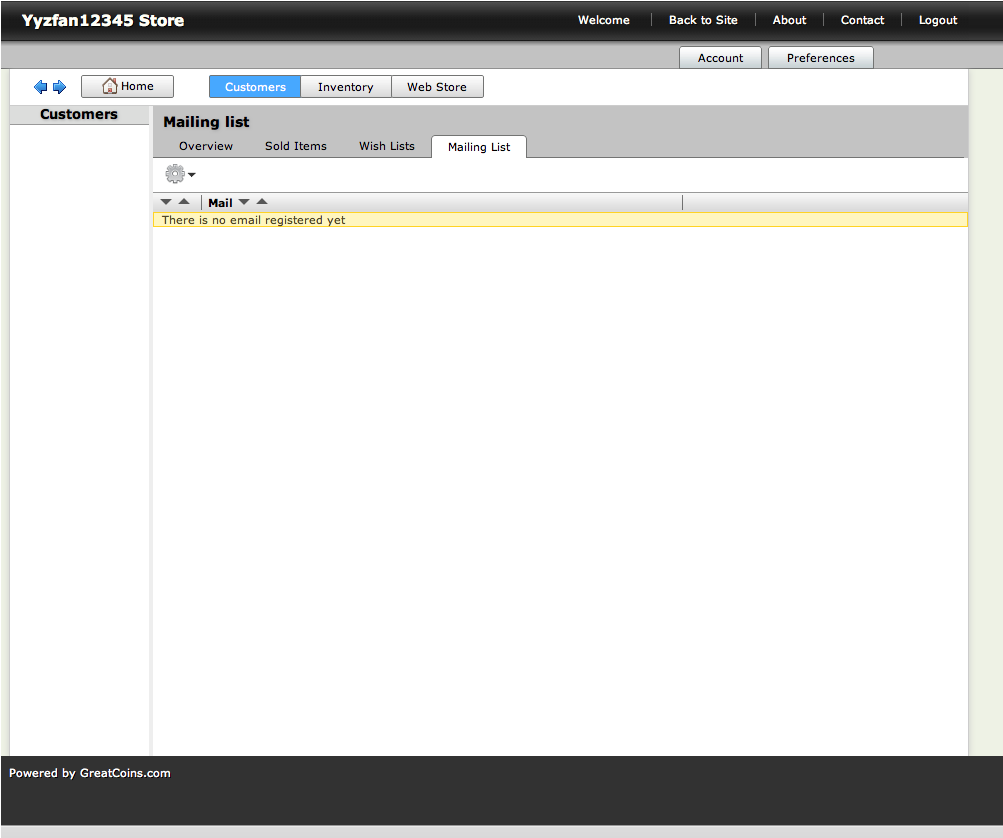 Yyzfan12345 Store
Welcome Back to Site About Contact Logout
Account Preferences
Home Customers Inventory Web Store
Customers
Mailing list
Overview Sold Items Wish Lists Mailing List
Mail
There is no email registered yet
Powered by GreatCoins.com